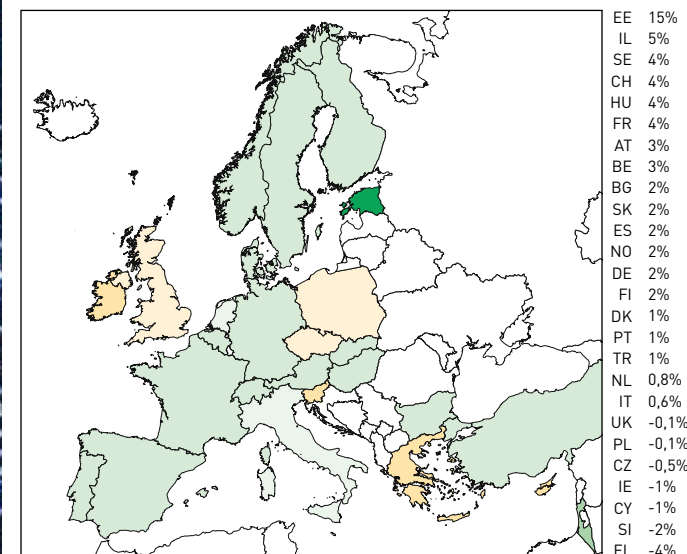 EE 15%
IL 5%
SE 4%
CH 4%
HU 4%
FR 4%
AT 3%
BE 3%
BG 2%
SK 2%
ES 2%
NO 2%
DE 2%
FI 2%
DK 1%
PT 1%
TR 1%
NL 0,8%
IT 0,6%
UK -0,1%
PL -0,1%
CZ -0,5%
IE -1%
CY -1%
SI -2%
EL -4%